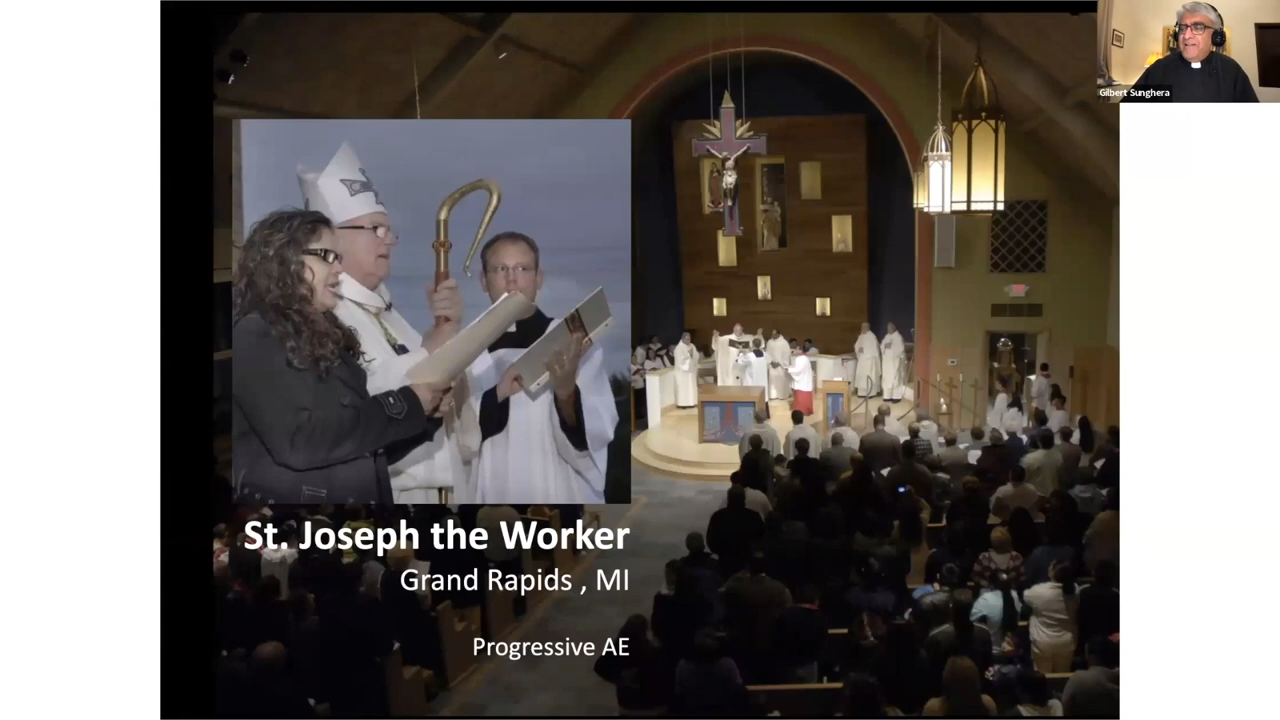 Gilbert Sunghera
St. Joseph the Worker
Grand Rapids , MI
Progressive AE